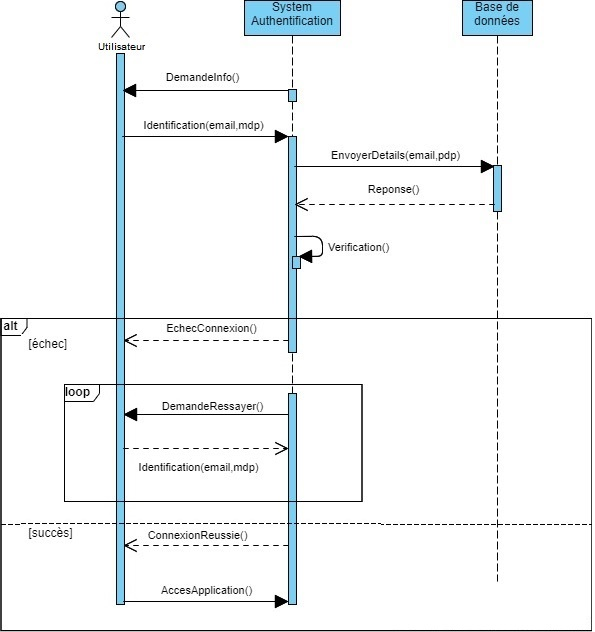 System
Authentification
Base de
données
Utilisateur
DemandeInfo()
Identification(email,mdp)
EnvoyerDetails(email,pdp)
Reponse()
Verification()
alt
EchecConnexion()
[échec]
loop
DemandeRessayer()
Identification(email,mdp)
[succès]
ConnexionReussie()
AccesApplication()